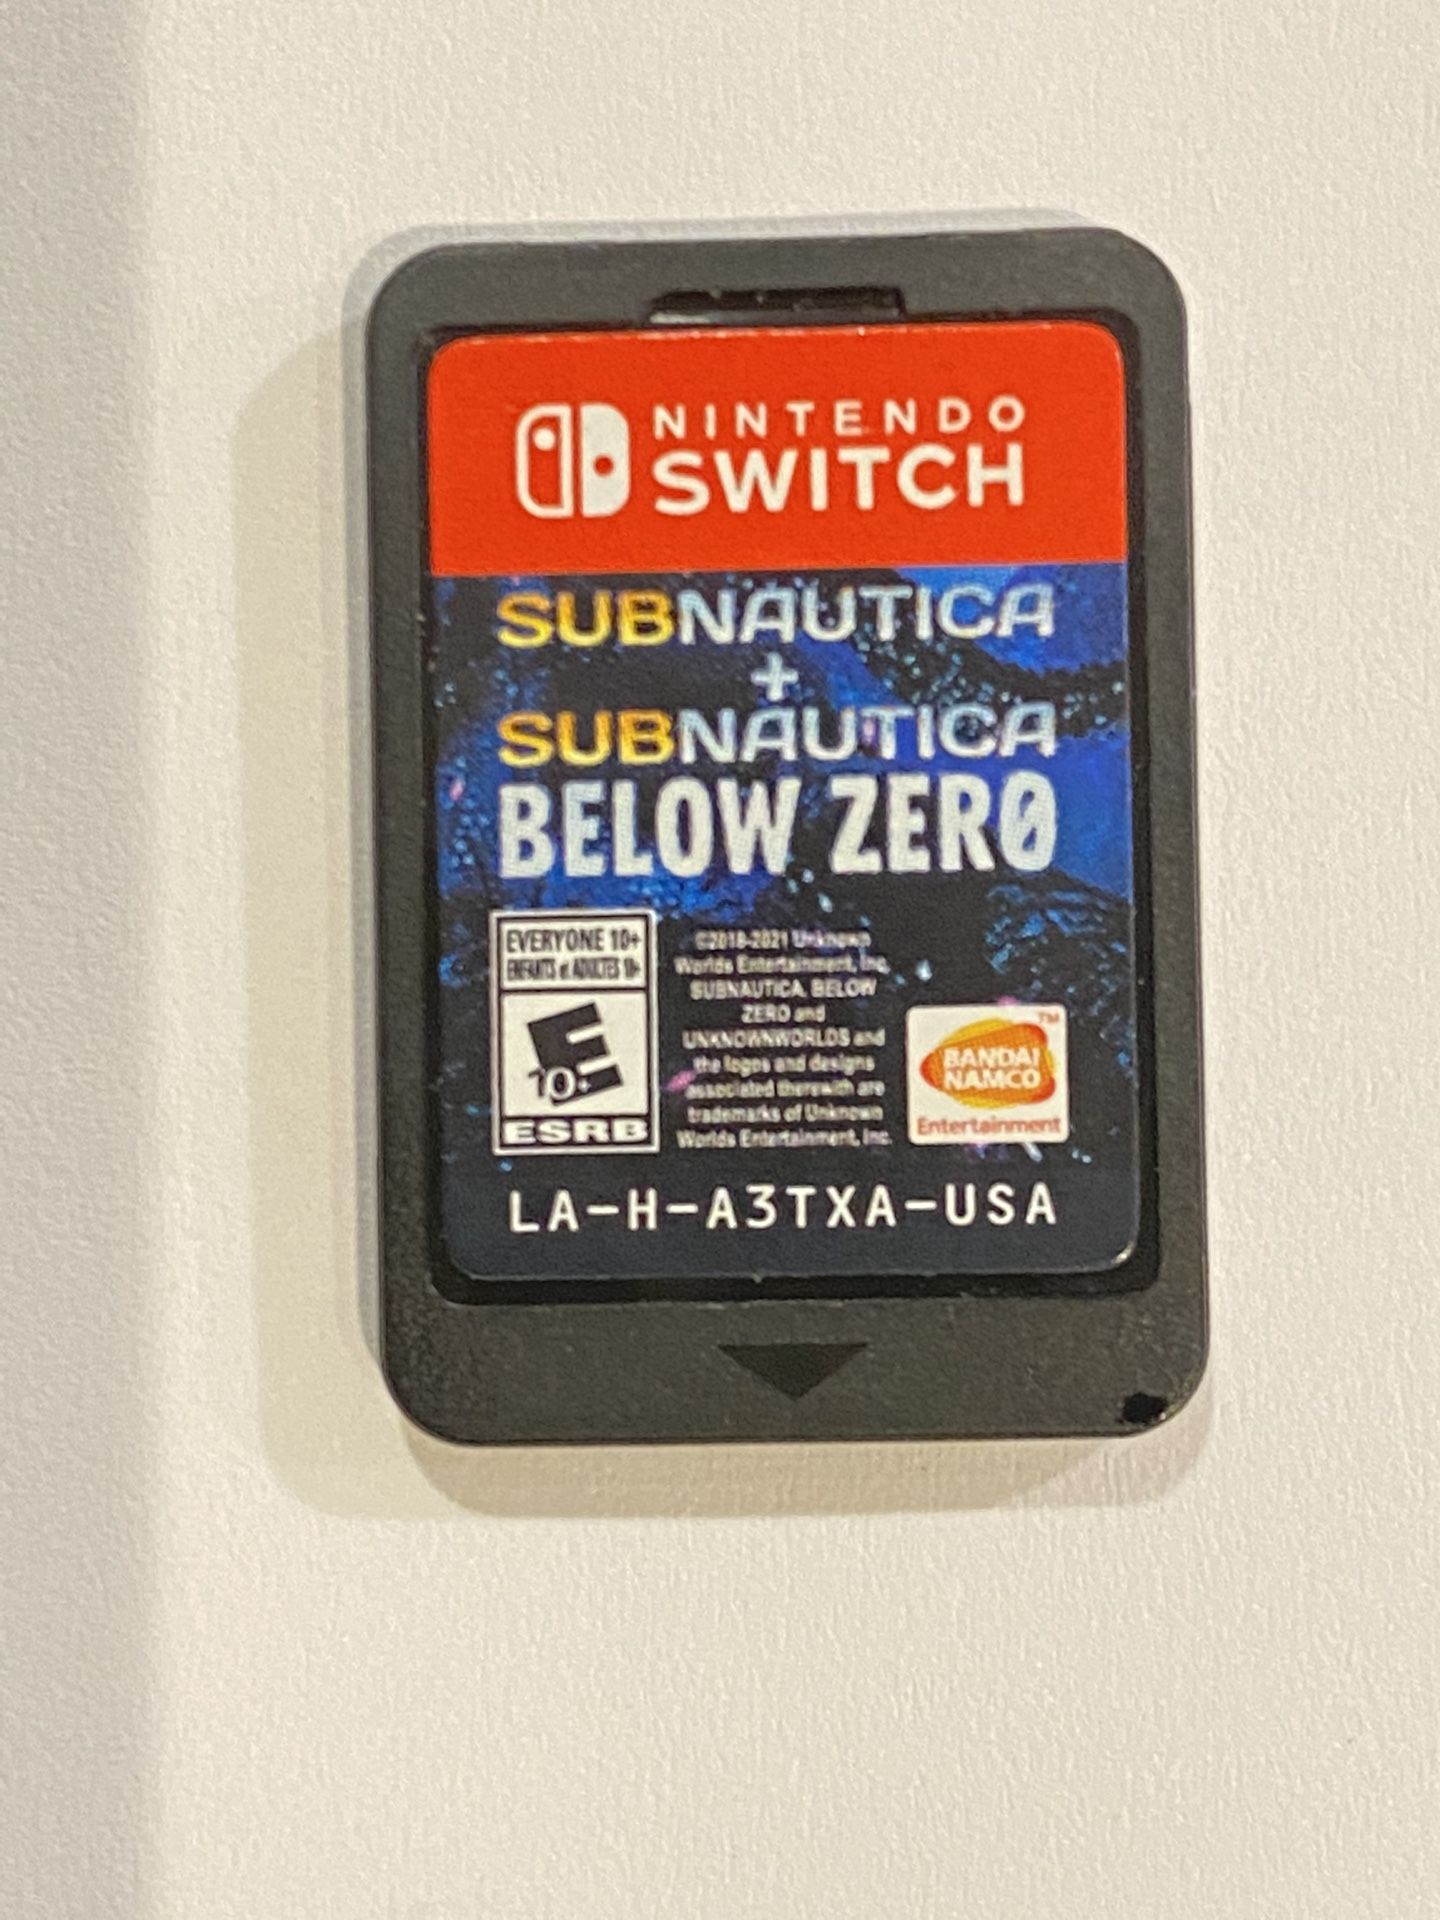 NINTENDO
SWITCH
SUBNAUTICA
+
SUBNAUTICA
BELOW ZERO
EVERYONE 10+
ENFANTS et ADULTES 10+
E
10+
ESRB
©2018-2021 Unknown
Worlds Entertainment, Inc.
SUBNAUTICA, BELOW
ZERO and
UNKNOWNWORLDS and
the logos and designs
associated therewith are
trademarks of Unknown
Worlds Entertainment, Inc.
TM
BANDAI
NAMCO
Entertainment
LA-H-A3TXA-USA